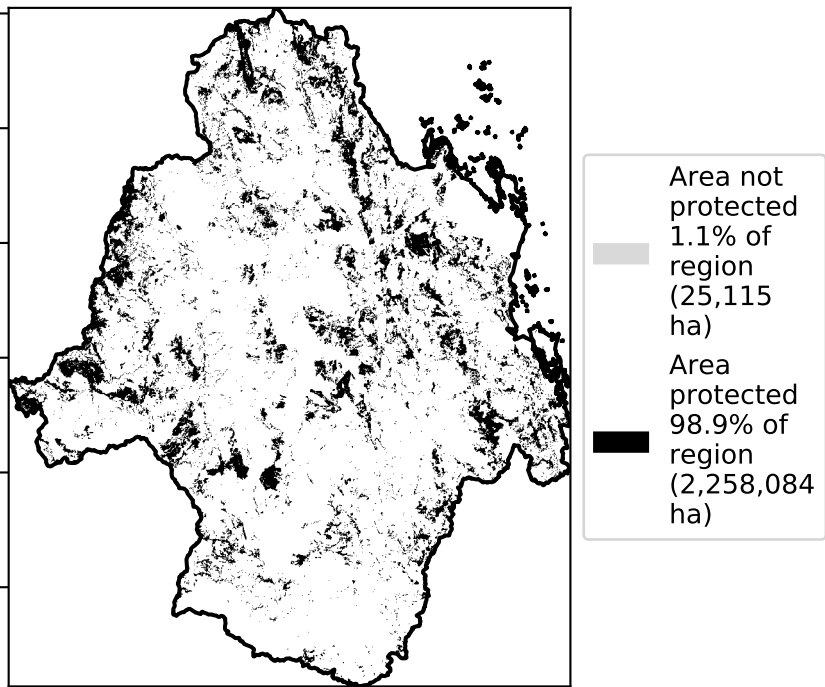 Area not
protected
1.1% of
region
(25,115
ha)
Area
protected
98.9% of
region
(2,258,084
ha)